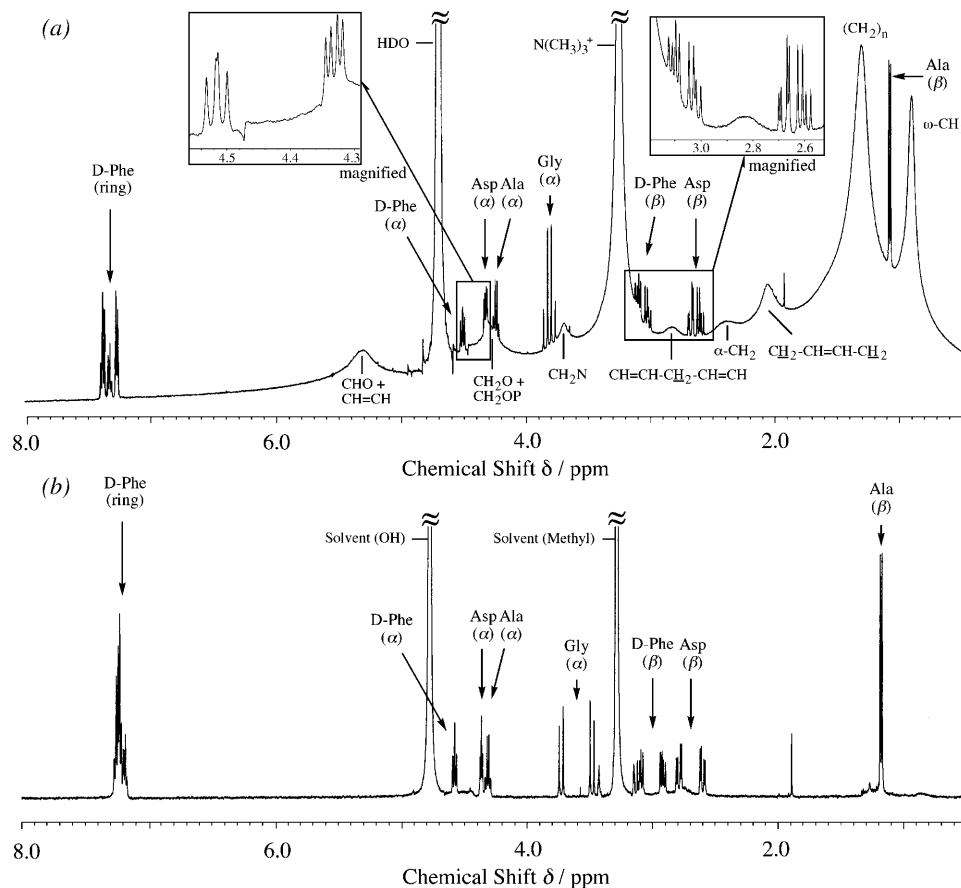 (a)
HDO
N(CH3)3+
(CH2)n
Ala
(β)
ω-CH
4.5 4.4 4.3
magnified
3.0 2.8 2.6
magnified
D-Phe
(ring)
D-Phe
(α)
Asp
(α)
Ala
(α)
Gly
(α)
D-Phe
(β)
Asp
(β)
CHO +
CH=CH
CH2O +
CH2OP
CH2N
CH=CH-CH2-CH=CH
α-CH2
CH2-CH=CH-CH2
8.0 6.0 4.0 2.0
Chemical Shift δ / ppm
(b)
D-Phe
(ring)
Solvent (OH)
Solvent (Methyl)
Ala
(β)
D-Phe
(α)
Asp
(α)
Ala
(α)
Gly
(α)
D-Phe
(β)
Asp
(β)
8.0 6.0 4.0 2.0
Chemical Shift δ / ppm